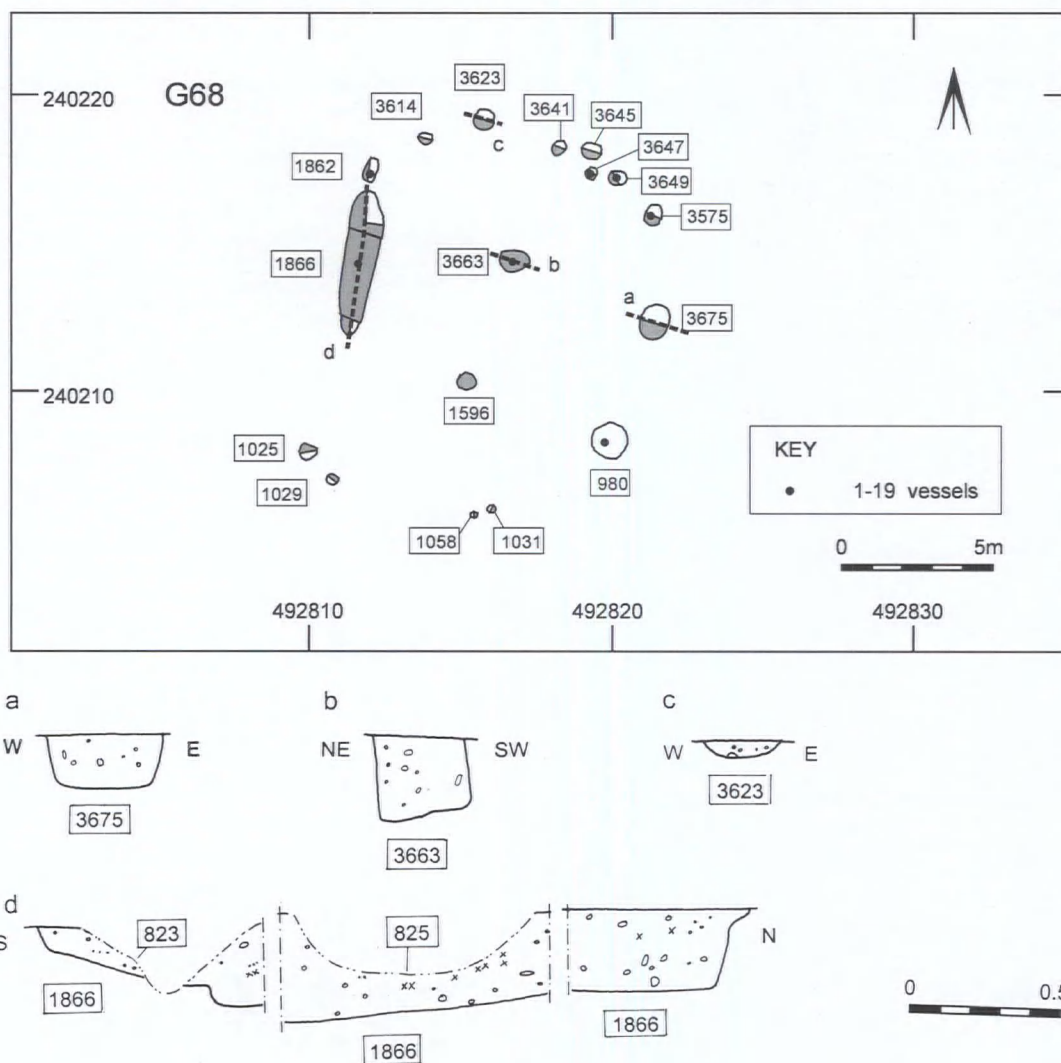 G68
240220
3623
3614
3641
3645
c
3647
1862
3649
3575
1866
3663
b
a
3675
d
240210
1596
1025
980
1029
1058
1031
KEY
1-19 vessels
0 5m
492810 492820 492830
a b c
W E NE SW W E
3675 3663 3623
d
S 823 825 N
1866 1866 1866
0 0.5